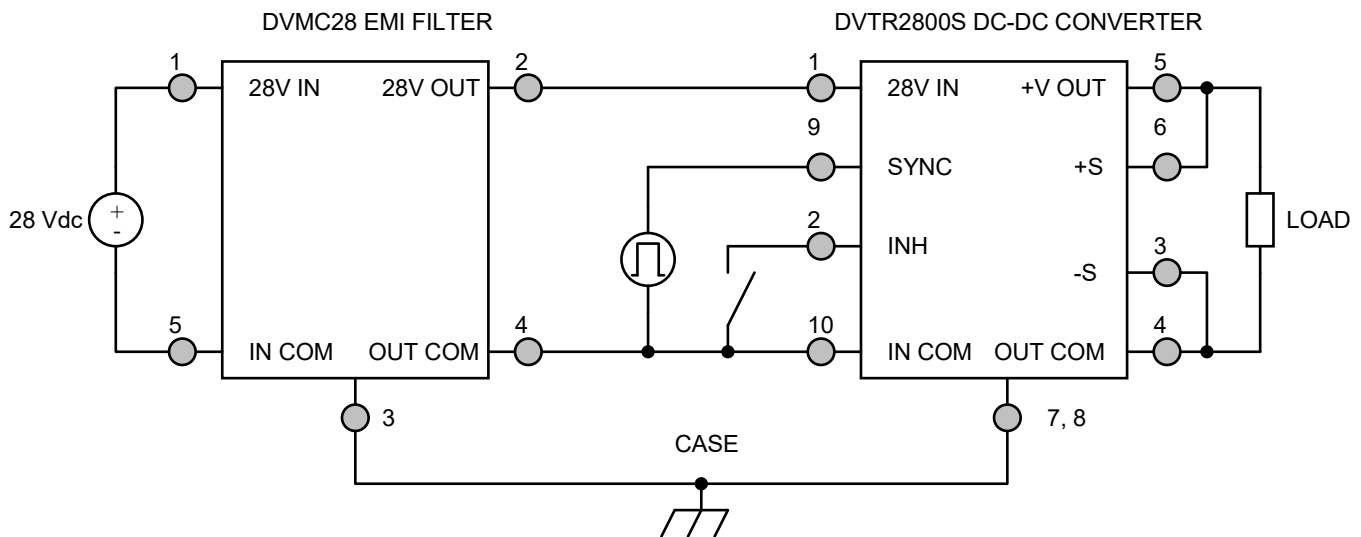 DVMC28 EMI FILTER
DVTR2800S DC-DC CONVERTER
1
28V IN
28V OUT
2
1
28V IN
+V OUT
5
9
SYNC
+S
6
28 Vdc
+
-
2
INH
-S
3
LOAD
5
IN COM
OUT COM
4
10
IN COM
OUT COM
4
3
7, 8
CASE